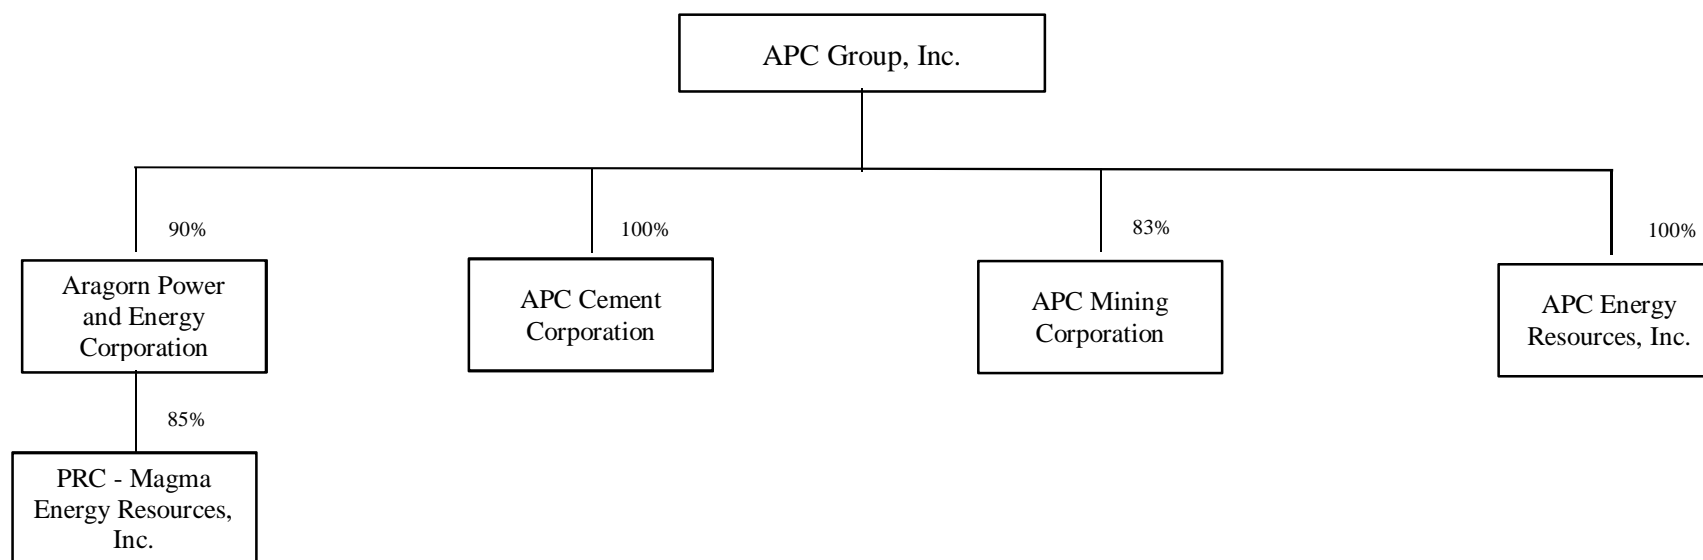 APC Group, Inc.
90%
100%
83%
100%
Aragorn Power
and Energy
Corporation
APC Cement
Corporation
APC Mining
Corporation
APC Energy
Resources, Inc.
85%
PRC - Magma
Energy Resources,
Inc.